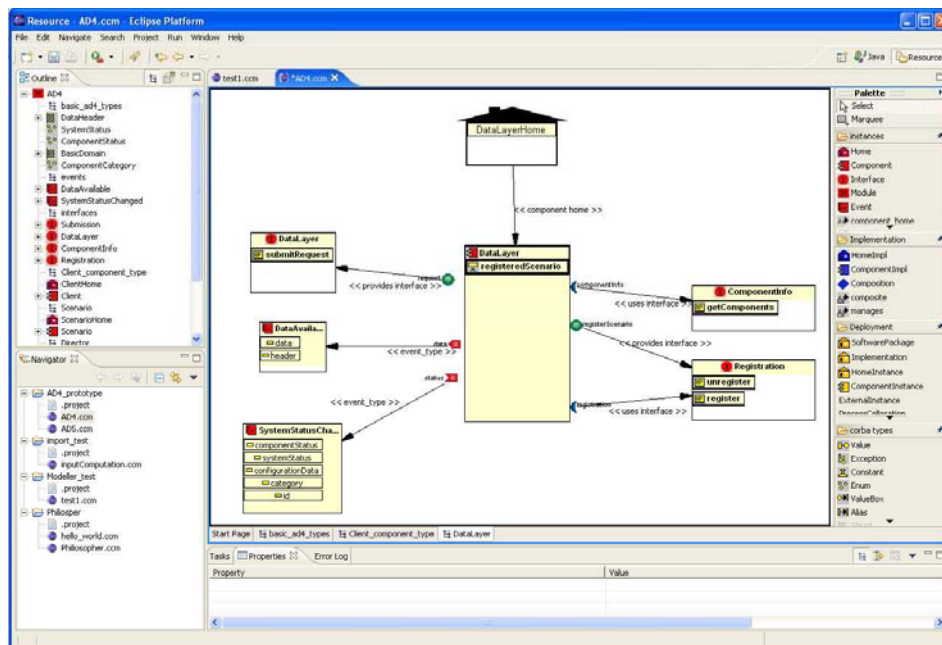 Resource - AD4.ccm - Eclipse Platform
File Edit Navigate Search Project Run Window Help
Java Resource
Outline
AD4
basic_ad4_types
DataHeader
SystemStatus
ComponentStatus
BasicDomain
ComponentCategory
events
DataAvailable
SystemStatusChanged
interfaces
Submission
DataLayer
ComponentInfo
Registration
Client_component_type
ClientHome
Client
Scenario
ScenarioHome
Scenario
Director
Navigator
AD4_prototype
.project
AD4.ccm
AD5.ccm
import_test
.project
inputComputation.ccm
Modeller_test
.project
test1.ccm
Philosper
.project
hello_world.ccm
Philosopher.ccm
test1.ccm *AD4.ccm
DataLayerHome
<< component home >>
DataLayer
submitRequest
request
<< provides interface >>
DataLayer
registeredScenario
componentInfo
<< uses interface >>
ComponentInfo
getComponents
registerScenario
<< provides interface >>
DataAvaila...
data
header
data
<< event_type >>
status
<< event_type >>
Registration
unregister
register
registration
<< uses interface >>
SystemStatusCha...
componentStatus
systemStatus
configurationData
category
id
Start Page basic_ad4_types Client_component_type DataLayer
Palette
Select
Marquee
instances
Home
Component
Interface
Module
Event
component_home
Implementation
HomeImpl
ComponentImpl
Composition
composite
manages
Deployment
SoftwarePackage
Implementation
HomeInstance
ComponentInstance
ExternalInstance
ProcessCollocation
corba types
Value
Exception
Constant
Enum
ValueBox
Alias
Tasks Properties Error Log
Property Value